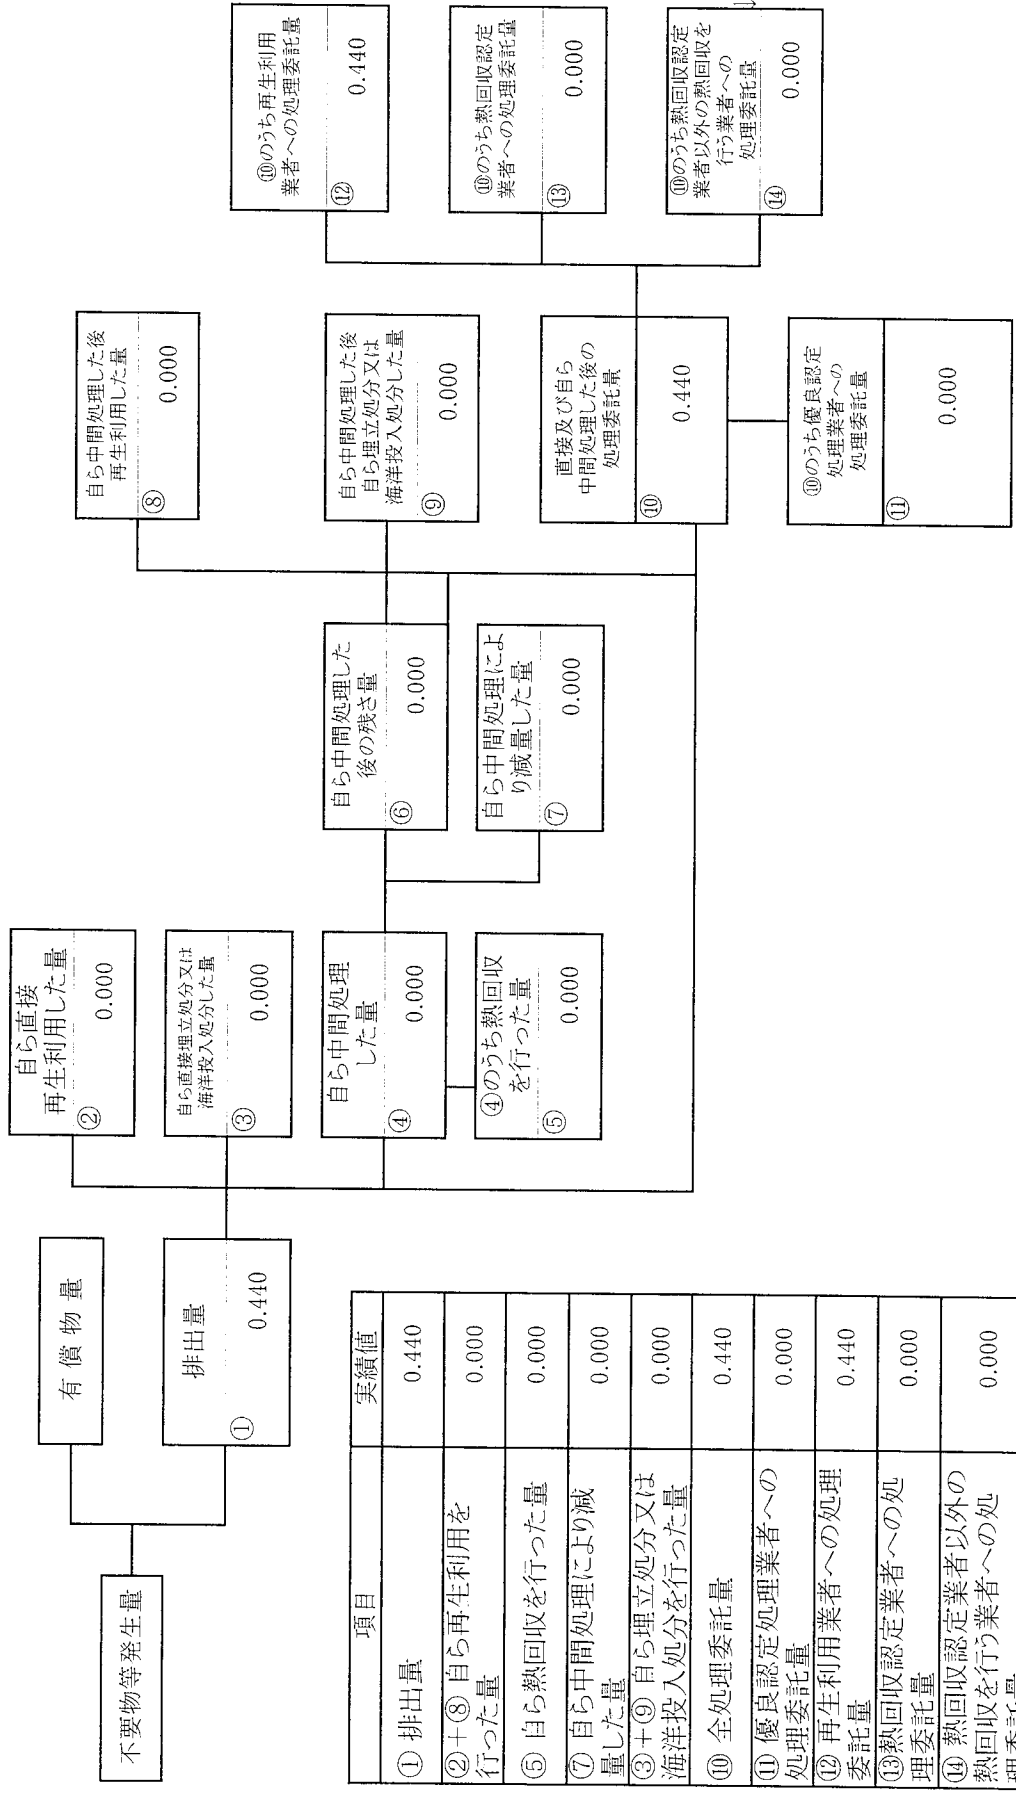 不要物等発生量
有償物量
排出量
① 0.440
自ら直接
再生利用した量
② 0.000
自ら直接埋立処分又は
海洋投入処分した量
③ 0.000
自ら中間処理
した量
④ 0.000
④のうち熱回収
を行った量
⑤ 0.000
自ら中間処理した
後の残さ量
⑥ 0.000
自ら中間処理によ
り減量した量
⑦ 0.000
自ら中間処理した後
再生利用した量
⑧ 0.000
自ら中間処理した後
自ら埋立処分又は
海洋投入処分した量
⑨ 0.000
直接及び自ら
中間処理した後の
処理委託量
⑩ 0.440
⑩のうち優良認定
処理業者への
処理委託量
⑪ 0.000
⑩のうち再生利用
業者への処理委託量
⑫ 0.440
⑩のうち熱回収認定
業者への処理委託量
⑬ 0.000
⑩のうち熱回収認定
業者以外の熱回収を
行う業者への
処理委託量
⑭ 0.000
項目 実績値
① 排出量 0.440
②+⑧ 自ら再生利用を
行った量 0.000
⑤ 自ら熱回収を行った量 0.000
⑦ 自ら中間処理により減
量した量 0.000
③+⑨ 自ら埋立処分又は
海洋投入処分を行った量 0.000
⑩ 全処理委託量 0.440
⑪ 優良認定処理業者への
処理委託量 0.000
⑫ 再生利用業者への処理
委託量 0.440
⑬熱回収認定業者への処
理委託量 0.000
⑭ 熱回収認定業者以外の
熱回収を行う業者への処
理委託量 0.000